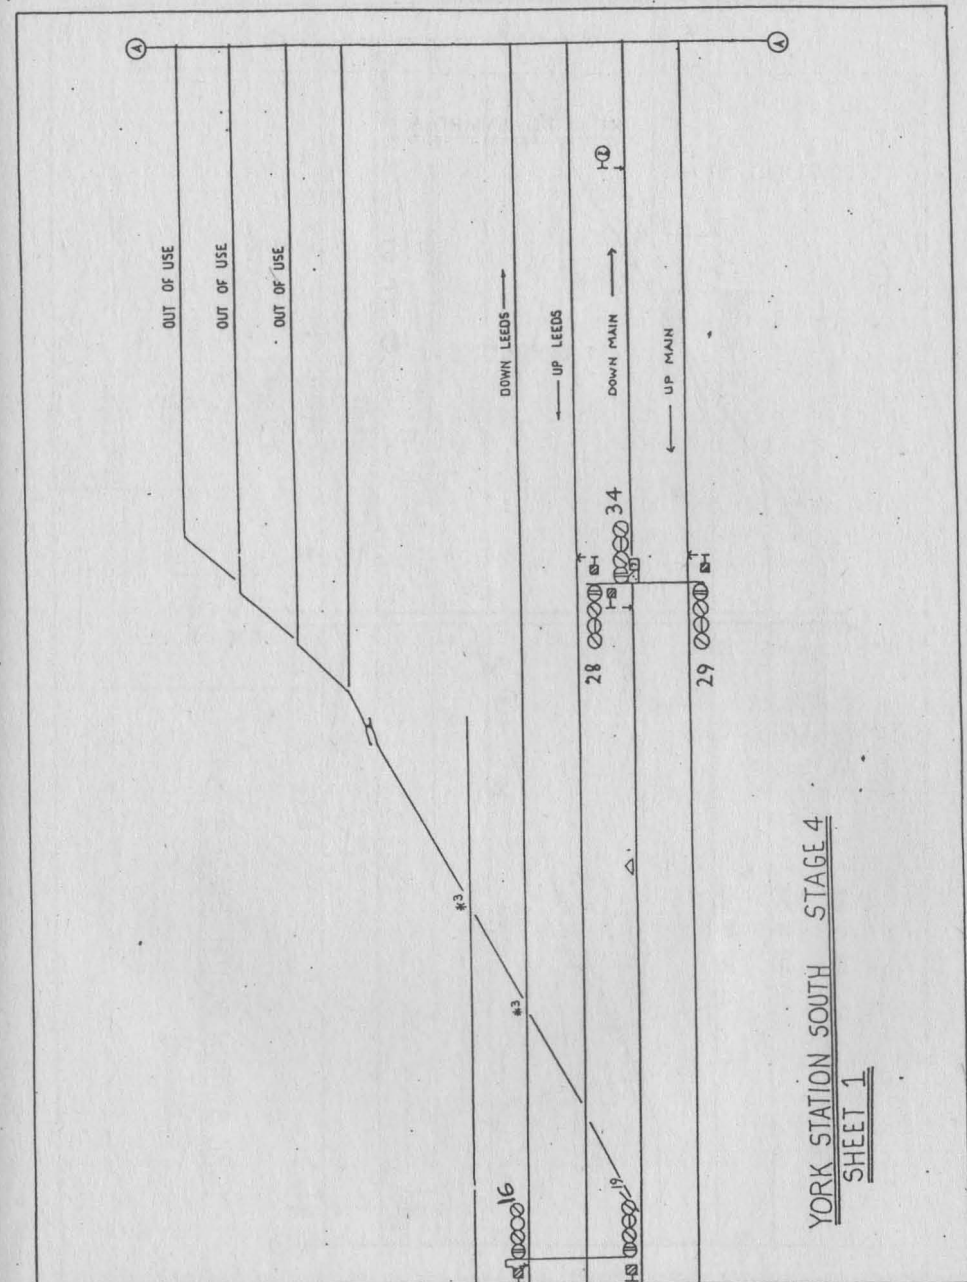 A
A
OUT OF USE
OUT OF USE
OUT OF USE
DOWN LEEDS
UP LEEDS
DOWN MAIN
UP MAIN
34
28
29
*3
*3
16
19
YORK STATION SOUTH STAGE 4
SHEET 1